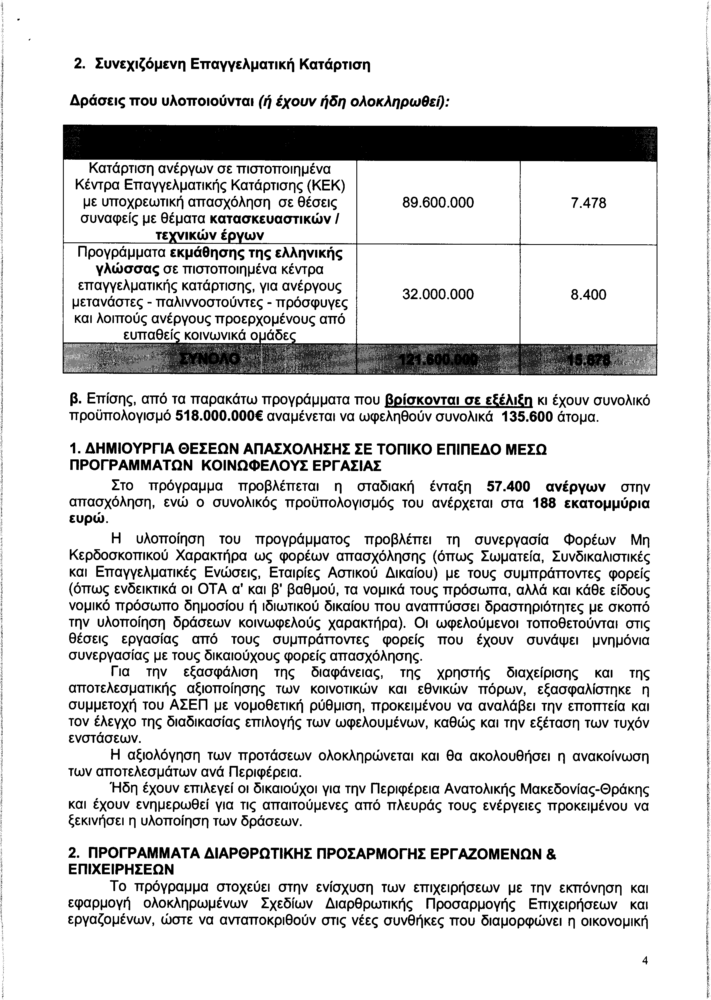 2. Συνεχιζόμενη Επαγγελματική Κατάρτιση
Δράσεις που υλοποιούνται (ή έχουν ήδη ολοκληρωθεί):
Κατάρτιση ανέργων σε πιστοποιημένα
Κέντρα Επαγγελματικής Κατάρτισης (ΚΕΚ)
με υποχρεωτική απασχόληση σε θέσεις
συναφείς με θέματα κατασκευαστικών /
τεχνικών έργων
89.600.000
7.478
Προγράμματα εκμάθησης της ελληνικής
γλώσσας σε πιστοποιημένα κέντρα
επαγγελματικής κατάρτισης, για ανέργους
μετανάστες - παλιννοστούντες - πρόσφυγες
και λοιπούς ανέργους προερχομένους από
ευπαθείς κοινωνικά ομάδες
32.000.000
8.400
ΣΥΝΟΛΟ
121.600.000
15.878
β. Επίσης, από τα παρακάτω προγράμματα που βρίσκονται σε εξέλιξη κι έχουν συνολικό
προϋπολογισμό 518.000.000€ αναμένεται να ωφεληθούν συνολικά 135.600 άτομα.
1. ΔΗΜΙΟΥΡΓΙΑ ΘΕΣΕΩΝ ΑΠΑΣΧΟΛΗΣΗΣ ΣΕ ΤΟΠΙΚΟ ΕΠΙΠΕΔΟ ΜΕΣΩ
ΠΡΟΓΡΑΜΜΑΤΩΝ ΚΟΙΝΩΦΕΛΟΥΣ ΕΡΓΑΣΙΑΣ
Στο πρόγραμμα προβλέπεται η σταδιακή ένταξη 57.400 ανέργων στην
απασχόληση, ενώ ο συνολικός προϋπολογισμός του ανέρχεται στα 188 εκατομμύρια
ευρώ.
Η υλοποίηση του προγράμματος προβλέπει τη συνεργασία Φορέων Μη
Κερδοσκοπικού Χαρακτήρα ως φορέων απασχόλησης (όπως Σωματεία, Συνδικαλιστικές
και Επαγγελματικές Ενώσεις, Εταιρίες Αστικού Δικαίου) με τους συμπράττοντες φορείς
(όπως ενδεικτικά οι ΟΤΑ α' και β' βαθμού, τα νομικά τους πρόσωπα, αλλά και κάθε είδους
νομικό πρόσωπο δημοσίου ή ιδιωτικού δικαίου που αναπτύσσει δραστηριότητες με σκοπό
την υλοποίηση δράσεων κοινωφελούς χαρακτήρα). Οι ωφελούμενοι τοποθετούνται στις
θέσεις εργασίας από τους συμπράττοντες φορείς που έχουν συνάψει μνημόνια
συνεργασίας με τους δικαιούχους φορείς απασχόλησης.
Για την εξασφάλιση της διαφάνειας, της χρηστής διαχείρισης και της
αποτελεσματικής αξιοποίησης των κοινοτικών και εθνικών πόρων, εξασφαλίστηκε η
συμμετοχή του ΑΣΕΠ με νομοθετική ρύθμιση, προκειμένου να αναλάβει την εποπτεία και
τον έλεγχο της διαδικασίας επιλογής των ωφελουμένων, καθώς και την εξέταση των τυχόν
ενστάσεων.
Η αξιολόγηση των προτάσεων ολοκληρώνεται και θα ακολουθήσει η ανακοίνωση
των αποτελεσμάτων ανά Περιφέρεια.
Ήδη έχουν επιλεγεί οι δικαιούχοι για την Περιφέρεια Ανατολικής Μακεδονίας-Θράκης
και έχουν ενημερωθεί για τις απαιτούμενες από πλευράς τους ενέργειες προκειμένου να
ξεκινήσει η υλοποίηση των δράσεων.
2. ΠΡΟΓΡΑΜΜΑΤΑ ΔΙΑΡΘΡΩΤΙΚΗΣ ΠΡΟΣΑΡΜΟΓΗΣ ΕΡΓΑΖΟΜΕΝΩΝ &
ΕΠΙΧΕΙΡΗΣΕΩΝ
Το πρόγραμμα στοχεύει στην ενίσχυση των επιχειρήσεων με την εκπόνηση και
εφαρμογή ολοκληρωμένων Σχεδίων Διαρθρωτικής Προσαρμογής Επιχειρήσεων και
εργαζομένων, ώστε να ανταποκριθούν στις νέες συνθήκες που διαμορφώνει η οικονομική
4